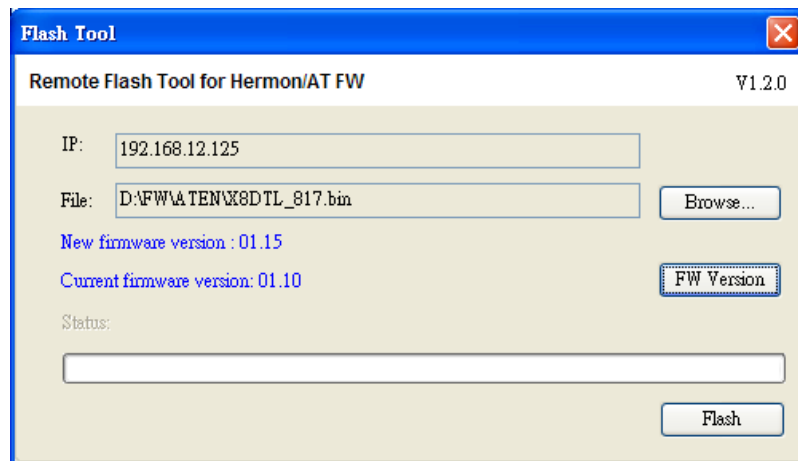 Flash Tool
Remote Flash Tool for Hermon/AT FW V1.2.0
IP: 192.168.12.125
File: D:\FW\ATEN\X8DTL_817.bin Browse...
New firmware version : 01.15
Current firmware version: 01.10 FW Version
Status:
Flash